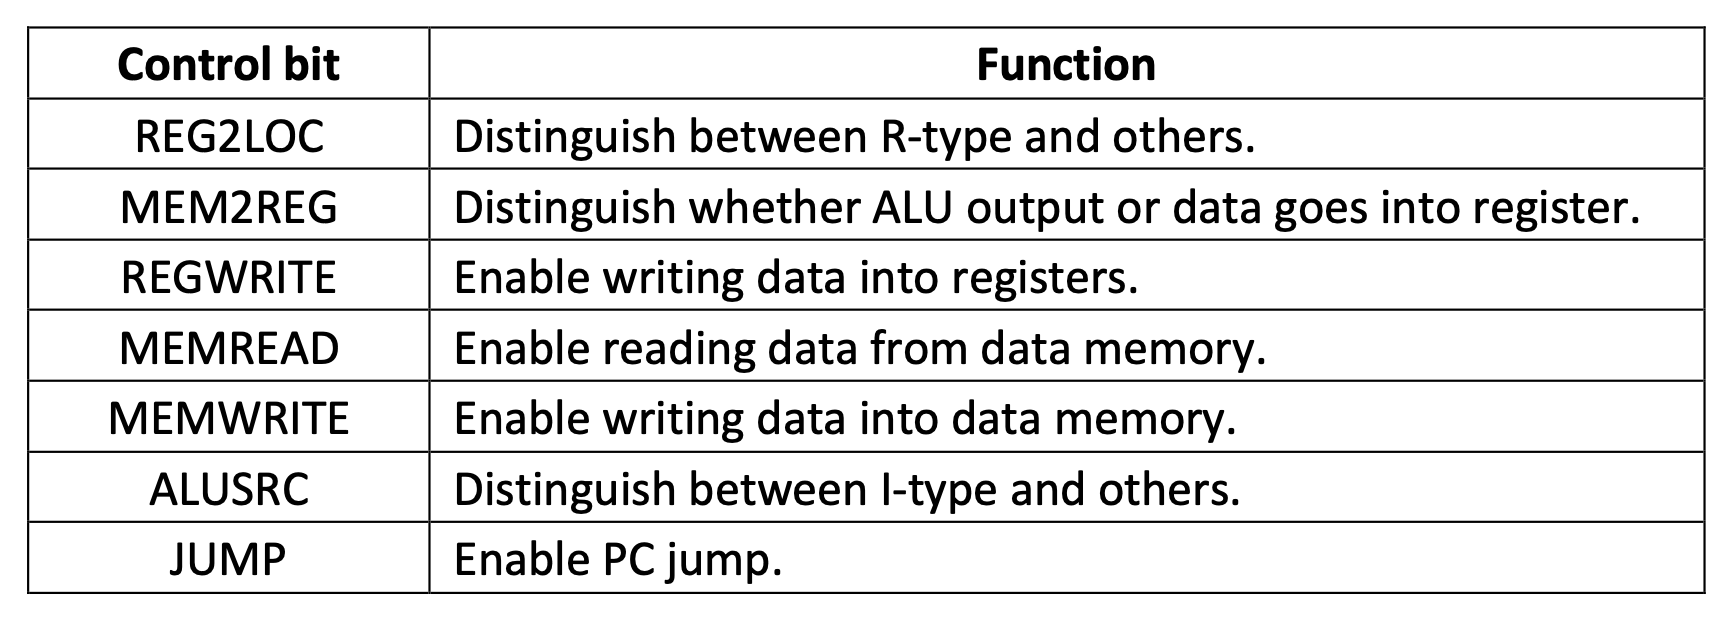 Control bit Function
REG2LOC Distinguish between R-type and others.
MEM2REG Distinguish whether ALU output or data goes into register.
REGWRITE Enable writing data into registers.
MEMREAD Enable reading data from data memory.
MEMWRITE Enable writing data into data memory.
ALUSRC Distinguish between I-type and others.
JUMP Enable PC jump.